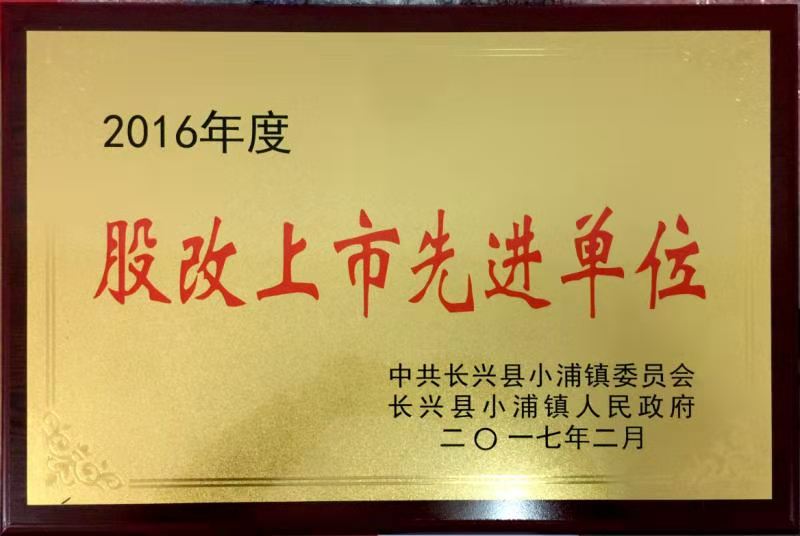 2016年度
股改上市先进单位
中共长兴县小浦镇委员会
长兴县小浦镇人民政府
二〇一七年二月